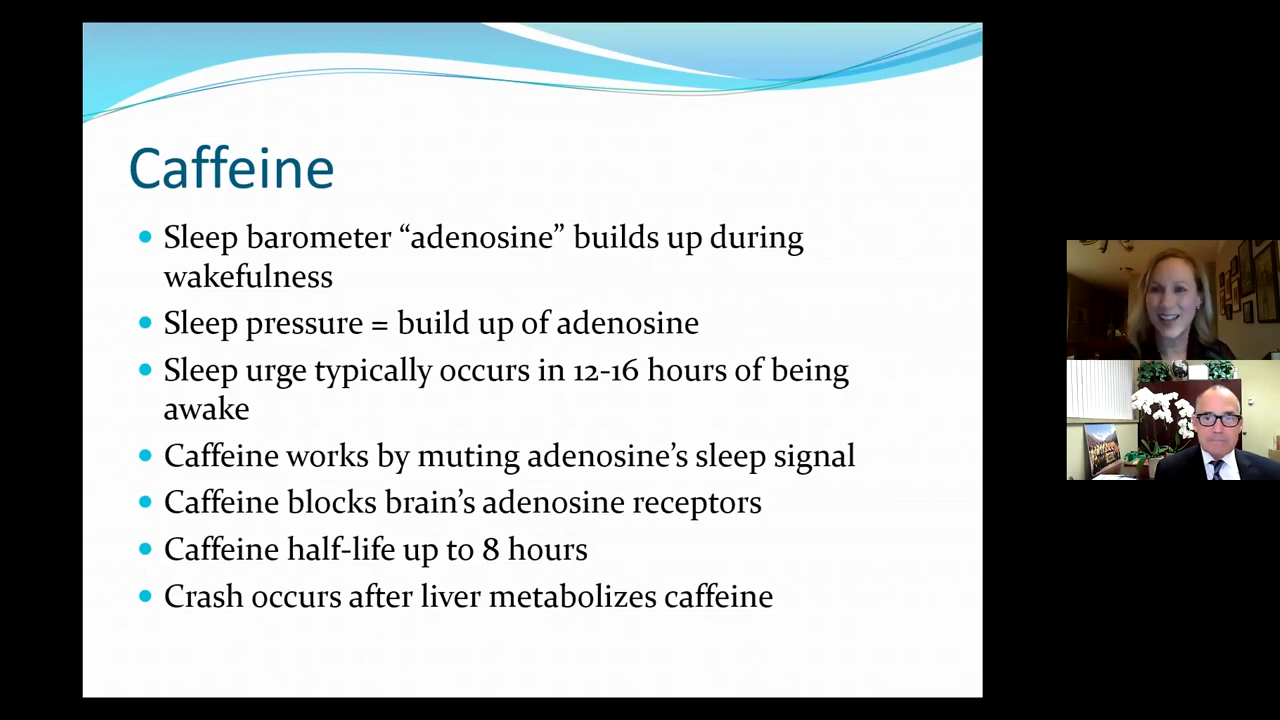 Caffeine
• Sleep barometer “adenosine” builds up during
wakefulness
• Sleep pressure = build up of adenosine
• Sleep urge typically occurs in 12-16 hours of being
awake
• Caffeine works by muting adenosine’s sleep signal
• Caffeine blocks brain’s adenosine receptors
• Caffeine half-life up to 8 hours
• Crash occurs after liver metabolizes caffeine